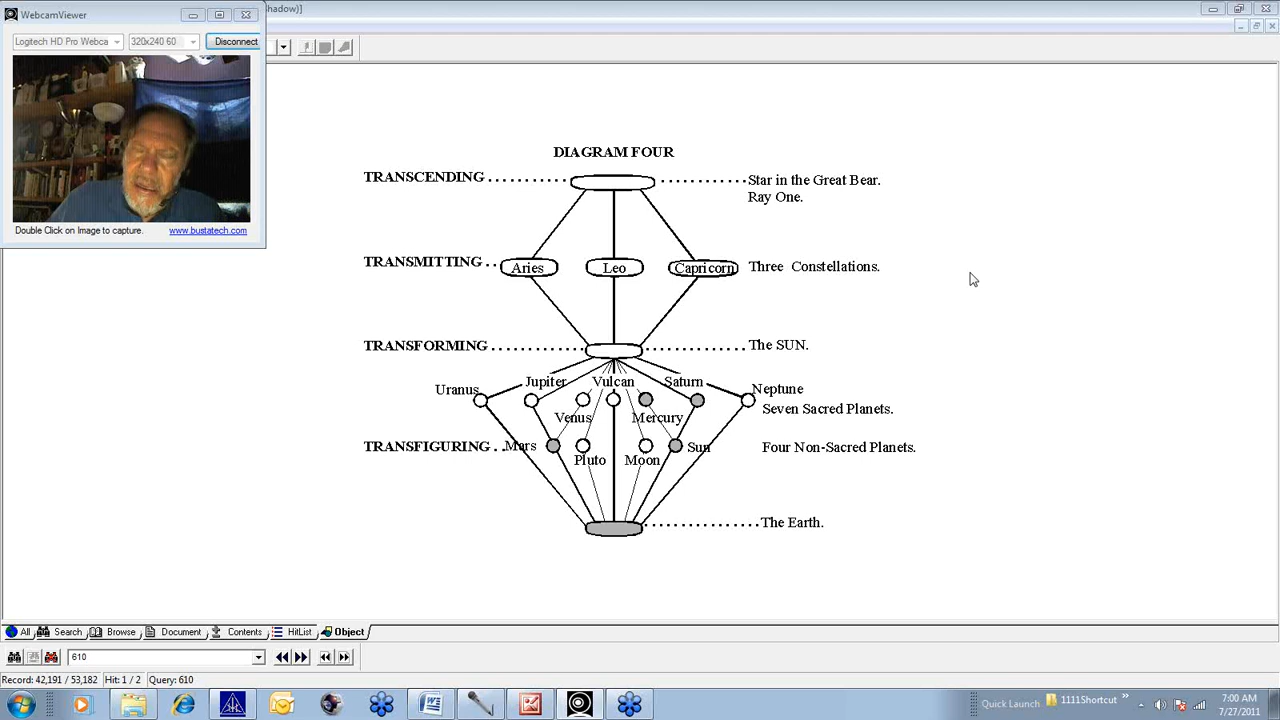 WebcamViewer
hadow)]
Logitech HD Pro Webca
320x240 60
Disconnect
Double Click on Image to capture.
www.bustatech.com
DIAGRAM FOUR
TRANSCENDING
Star in the Great Bear.
Ray One.
TRANSMITTING
Aries
Leo
Capricorn
Three Constellations.
TRANSFORMING
The SUN.
Uranus
Jupiter
Vulcan
Saturn
Neptune
Venus
Mercury
Seven Sacred Planets.
TRANSFIGURING
Mars
Pluto
Moon
Sun
Four Non-Sacred Planets.
The Earth.
All
Search
Browse
Document
Contents
HitList
Object
610
Record: 42,191 / 53,182
Hit: 1 / 2
Query: 610
Quick Launch
1111Shortcut
7:00 AM
7/27/2011